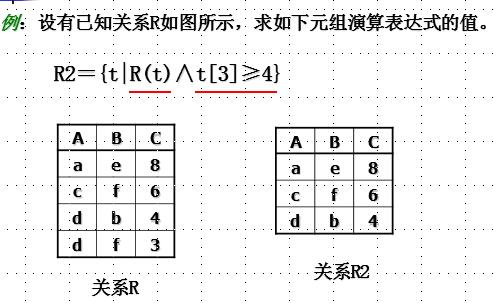 例：设有已知关系R如图所示，求如下元组演算表达式的值。
R2＝{t|R(t)∧t[3]≥4}
A B C
a e 8
c f 6
d b 4
d f 3
关系R
A B C
a e 8
c f 6
d b 4
关系R2